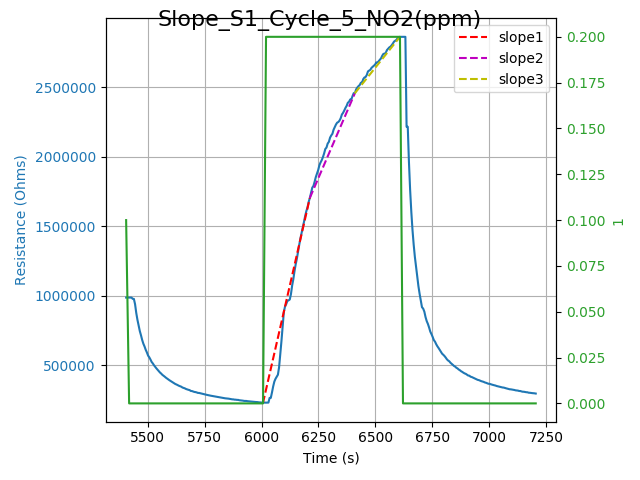 Slope_S1_Cycle_5_NO2(ppm)
slope1
slope2
slope3
Resistance (Ohms)
2500000
2000000
1500000
1000000
500000
0.200
0.175
0.150
0.125
0.100
0.075
0.050
0.025
0.000
1
5500 5750 6000 6250 6500 6750 7000 7250
Time (s)